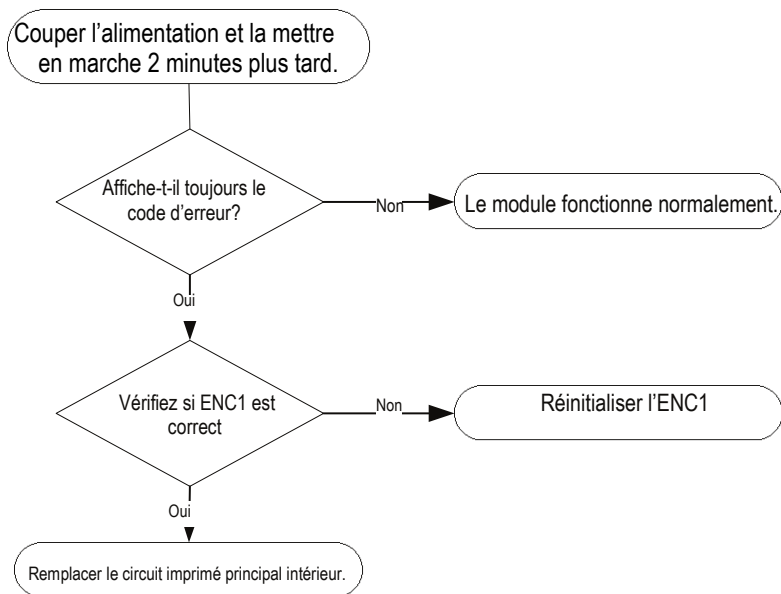 Couper l’alimentation et la mettre
en marche 2 minutes plus tard.
Affiche-t-il toujours le
code d’erreur?
Non
Le module fonctionne normalement.
Oui
Vérifiez si ENC1 est
correct
Non
Réinitialiser l’ENC1
Oui
Remplacer le circuit imprimé principal intérieur.